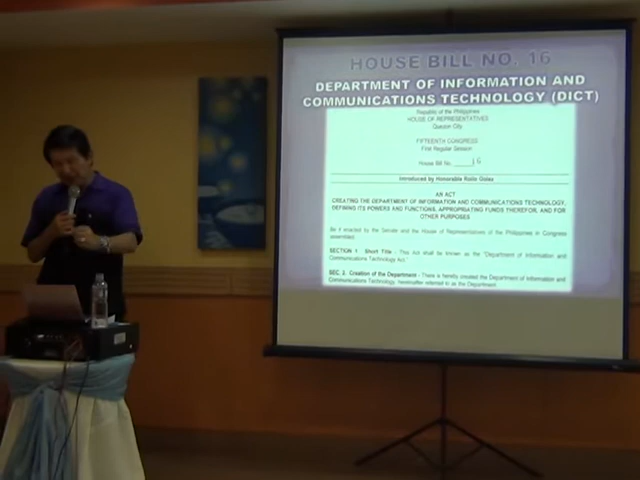 HOUSE BILL NO. 16
DEPARTMENT OF INFORMATION AND
COMMUNICATIONS TECHNOLOGY (DICT)
Republic of the Philippines
HOUSE OF REPRESENTATIVES
Quezon City
FIFTEENTH CONGRESS
First Regular Session
House Bill No. 16
Introduced by Honorable Roilo Golez
AN ACT
CREATING THE DEPARTMENT OF INFORMATION AND COMMUNICATIONS TECHNOLOGY,
DEFINING ITS POWERS AND FUNCTIONS, APPROPRIATING FUNDS THEREFOR, AND FOR
OTHER PURPOSES
Be it enacted by the Senate and the House of Representatives of the Philippines in Congress
assembled:
SECTION 1. Short Title - This Act shall be known as the "Department of Information and
Communications Technology Act."
SEC. 2. Creation of the Department - There is hereby created the Department of Information and
Communications Technology, hereinafter referred to as the Department.